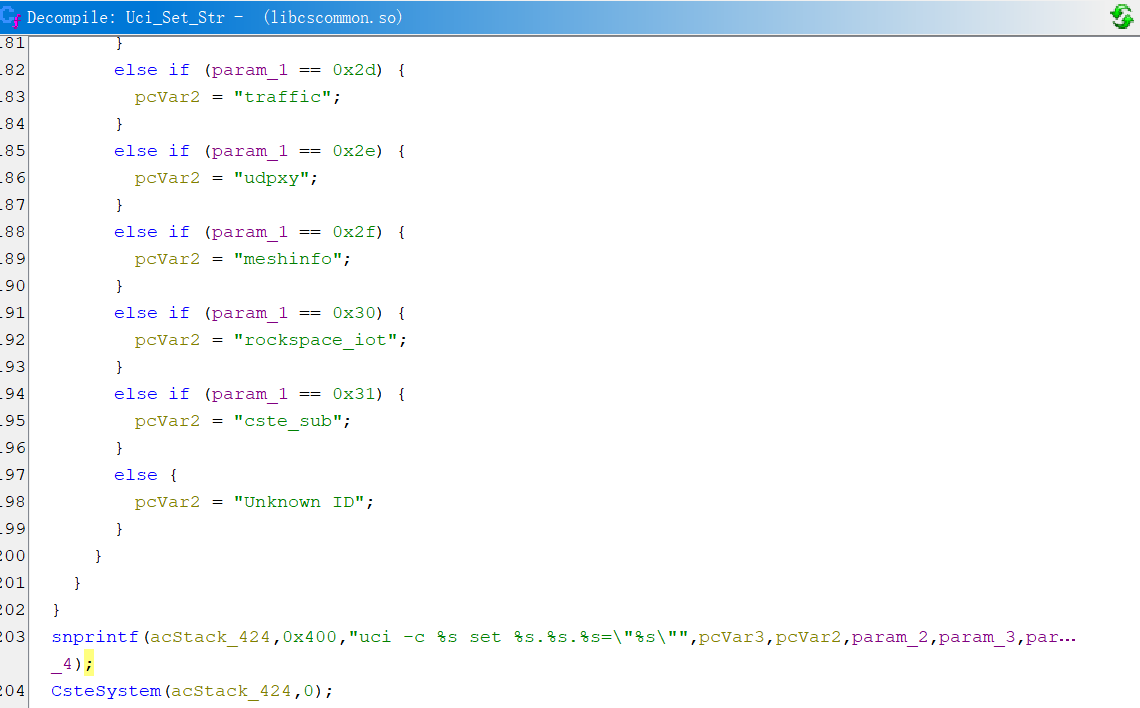 Decompile: Uci_Set_Str - (libcscommon.so)
181 }
182 else if (param_1 == 0x2d) {
183 pcVar2 = "traffic";
184 }
185 else if (param_1 == 0x2e) {
186 pcVar2 = "udpxy";
187 }
188 else if (param_1 == 0x2f) {
189 pcVar2 = "meshinfo";
190 }
191 else if (param_1 == 0x30) {
192 pcVar2 = "rockspace_iot";
193 }
194 else if (param_1 == 0x31) {
195 pcVar2 = "cste_sub";
196 }
197 else {
198 pcVar2 = "Unknown ID";
199 }
200 }
201 }
202 }
203 snprintf(acStack_424,0x400,"uci -c %s set %s.%s.%s=\"%s\"",pcVar3,pcVar2,param_2,param_3,par...
_4);
204 CsteSystem(acStack_424,0);